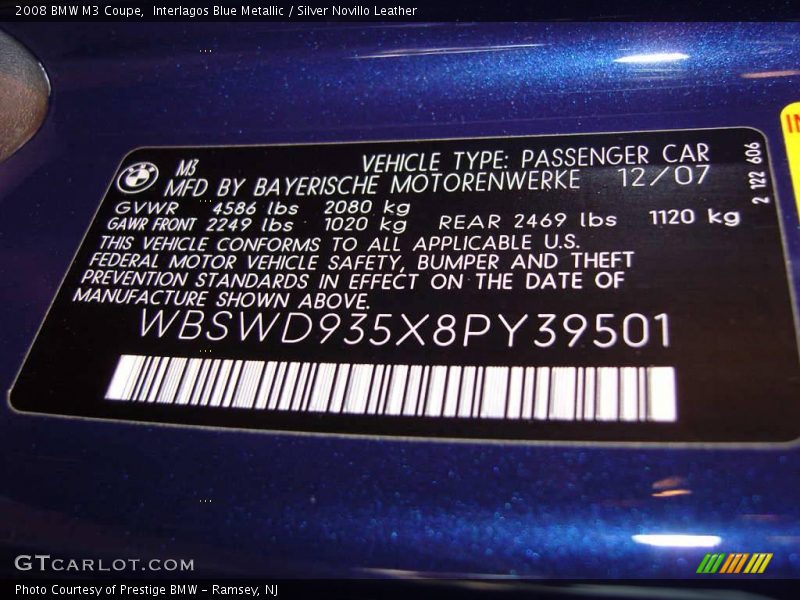 2008 BMW M3 Coupe,  Interlagos Blue Metallic / Silver Novillo Leather
M3 VEHICLE TYPE: PASSENGER CAR
MFD BY BAYERISCHE MOTORENWERKE 12/07
GVWR 4586 lbs 2080 kg
GAWR FRONT 2249 lbs 1020 kg REAR 2469 lbs 1120 kg
THIS VEHICLE CONFORMS TO ALL APPLICABLE U.S.
FEDERAL MOTOR VEHICLE SAFETY, BUMPER AND THEFT
PREVENTION STANDARDS IN EFFECT ON THE DATE OF
MANUFACTURE SHOWN ABOVE.
WBSWD935X8PY39501
2 122 606
GTCARLOT.COM
Photo Courtesy of Prestige BMW - Ramsey, NJ